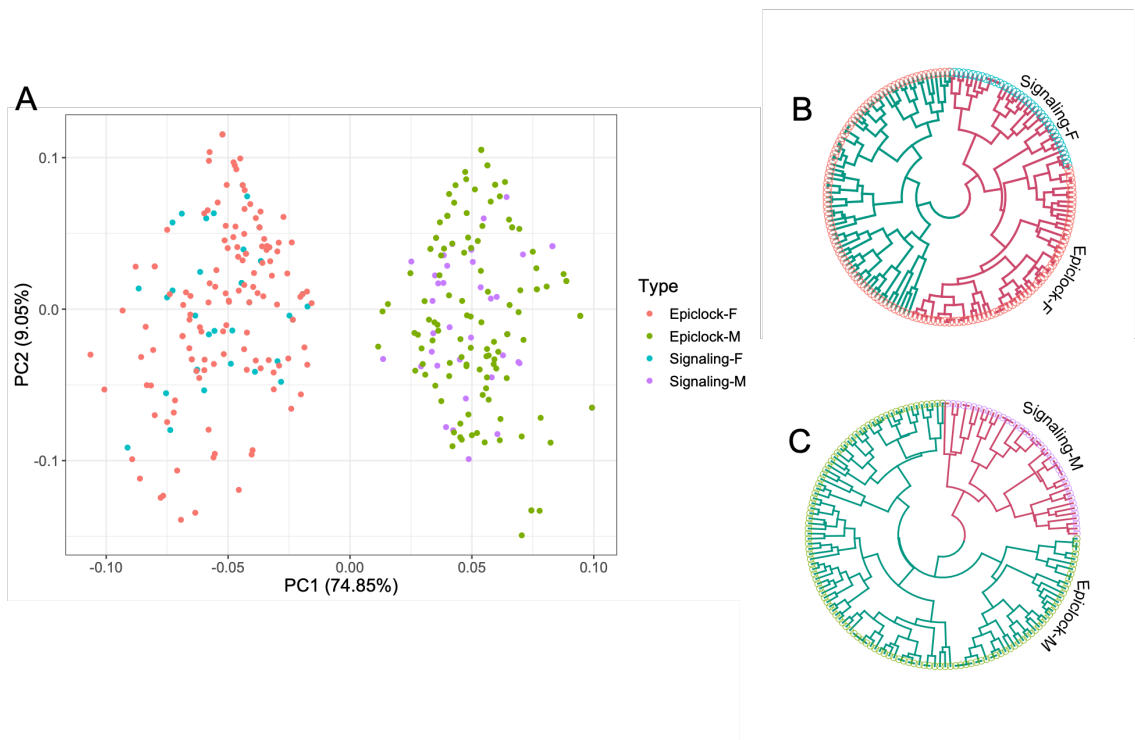 A
0.1
0.0
-0.1
PC2 (9.05%)
-0.10
-0.05
0.00
0.05
0.10
PC1 (74.85%)
Type
Epiclock-F
Epiclock-M
Signaling-F
Signaling-M
B
Signaling-F
Epiclock-F
C
Signaling-M
Epiclock-M